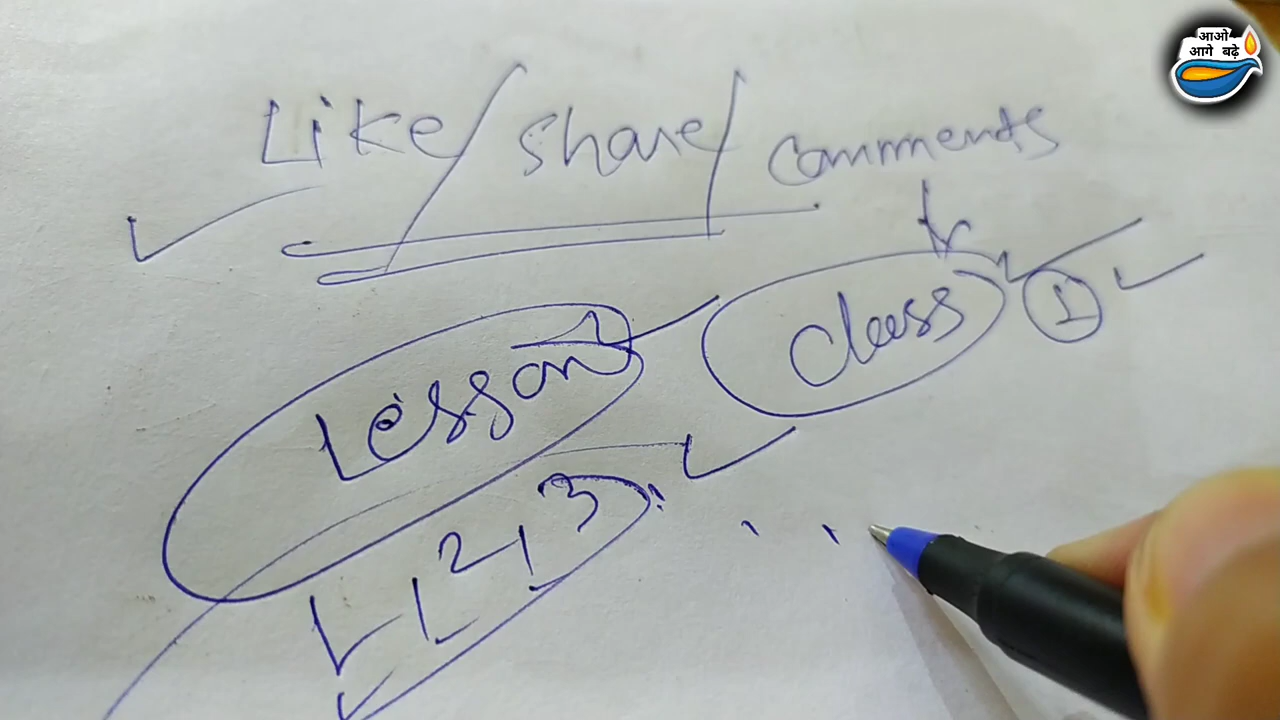 आओ
आगे बढ़े
Like/share/comments
Lesson class 1
1, 2, 3